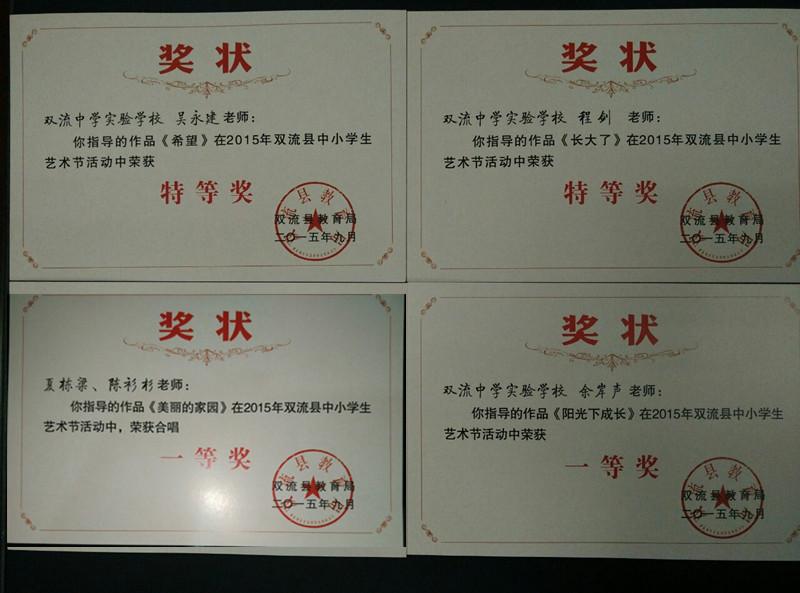 奖状
双流中学实验学校 吴永建老师：
你指导的作品《希望》在2015年双流县中小学生
艺术节活动中荣获
特等奖
双流县教育局
二〇一五年九月
奖状
双流中学实验学校 程剑 老师：
你指导的作品《长大了》在2015年双流县中小学生
艺术节活动中荣获
特等奖
双流县教育局
二〇一五年九月
奖状
夏栋梁、陈衫杉老师：
你指导的作品《美丽的家园》在2015年双流县中小学生
艺术节活动中，荣获合唱
一等奖
双流县教育局
二〇一五年九月
奖状
双流中学实验学校 余岸声老师：
你指导的作品《阳光下成长》在2015年双流县中小学生
艺术节活动中荣获
一等奖
双流县教育局
二〇一五年九月